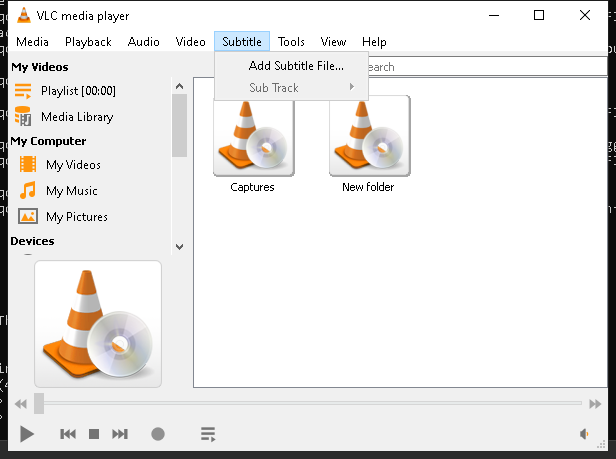 VLC media player
Media Playback Audio Video Subtitle Tools View Help
My Videos
Playlist [00:00]
Media Library
My Computer
My Videos
My Music
My Pictures
Devices
Add Subtitle File...
Sub Track
earch
Captures
New folder